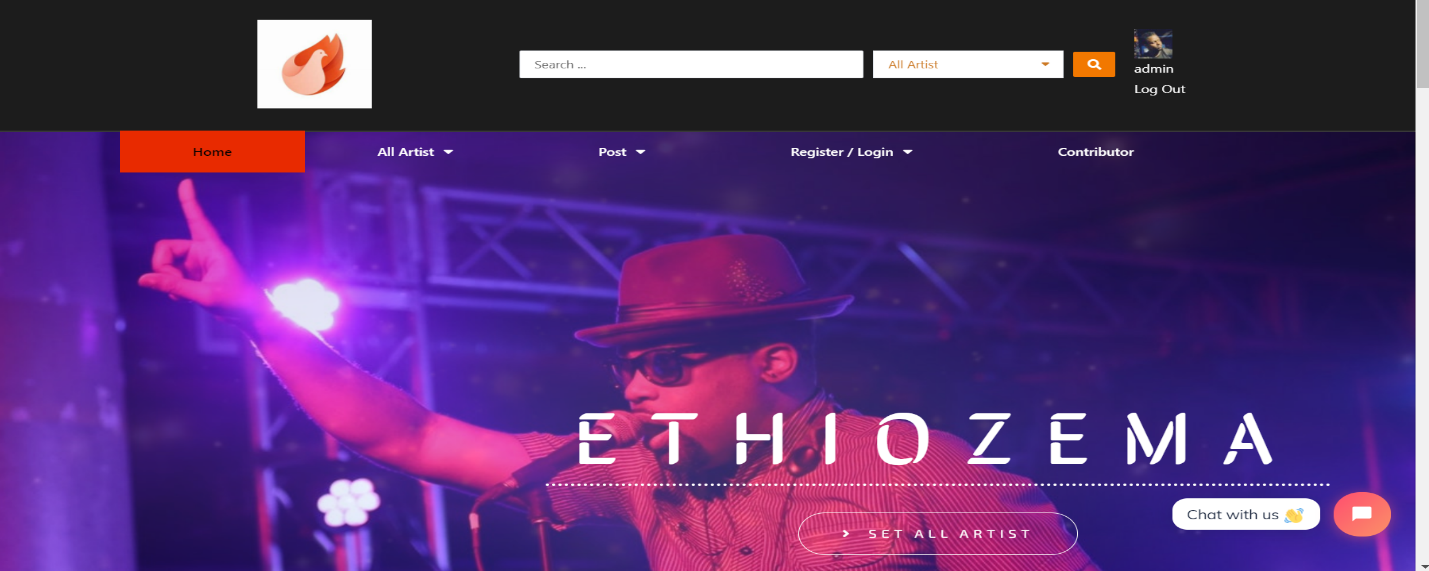 Search ...
All Artist
admin
Log Out
Home
All Artist
Post
Register / Login
Contributor
ETHIOZEMA
SET ALL ARTIST
Chat with us 👋